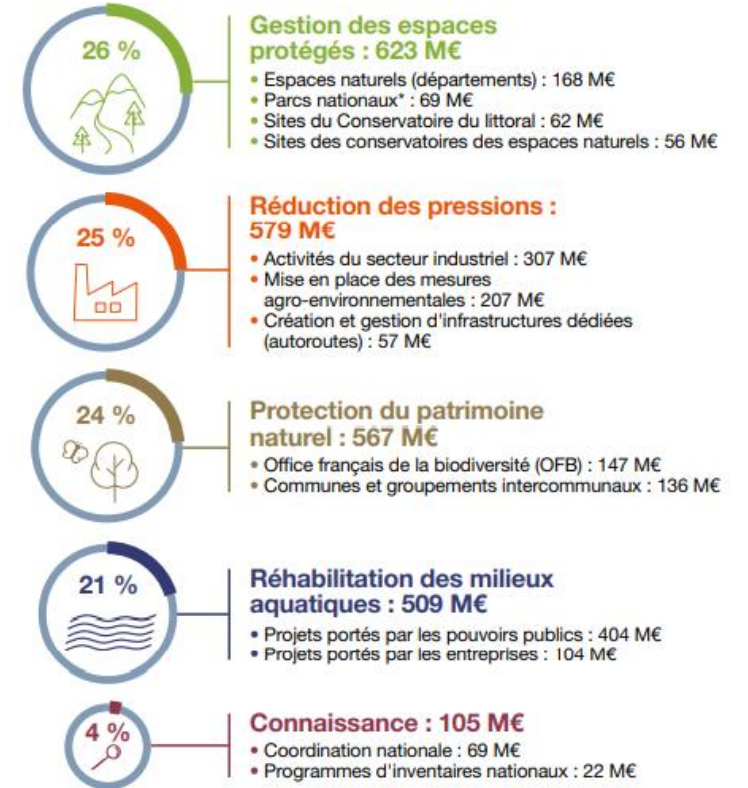 26 %
Gestion des espaces
protégés : 623 M€
• Espaces naturels (départements) : 168 M€
• Parcs nationaux* : 69 M€
• Sites du Conservatoire du littoral : 62 M€
• Sites des conservatoires des espaces naturels : 56 M€
25 %
Réduction des pressions :
579 M€
• Activités du secteur industriel : 307 M€
• Mise en place des mesures
agro-environnementales : 207 M€
• Création et gestion d'infrastructures dédiées
(autoroutes) : 57 M€
24 %
Protection du patrimoine
naturel : 567 M€
• Office français de la biodiversité (OFB) : 147 M€
• Communes et groupements intercommunaux : 136 M€
21 %
Réhabilitation des milieux
aquatiques : 509 M€
• Projets portés par les pouvoirs publics : 404 M€
• Projets portés par les entreprises : 104 M€
4 %
Connaissance : 105 M€
• Coordination nationale : 69 M€
• Programmes d'inventaires nationaux : 22 M€